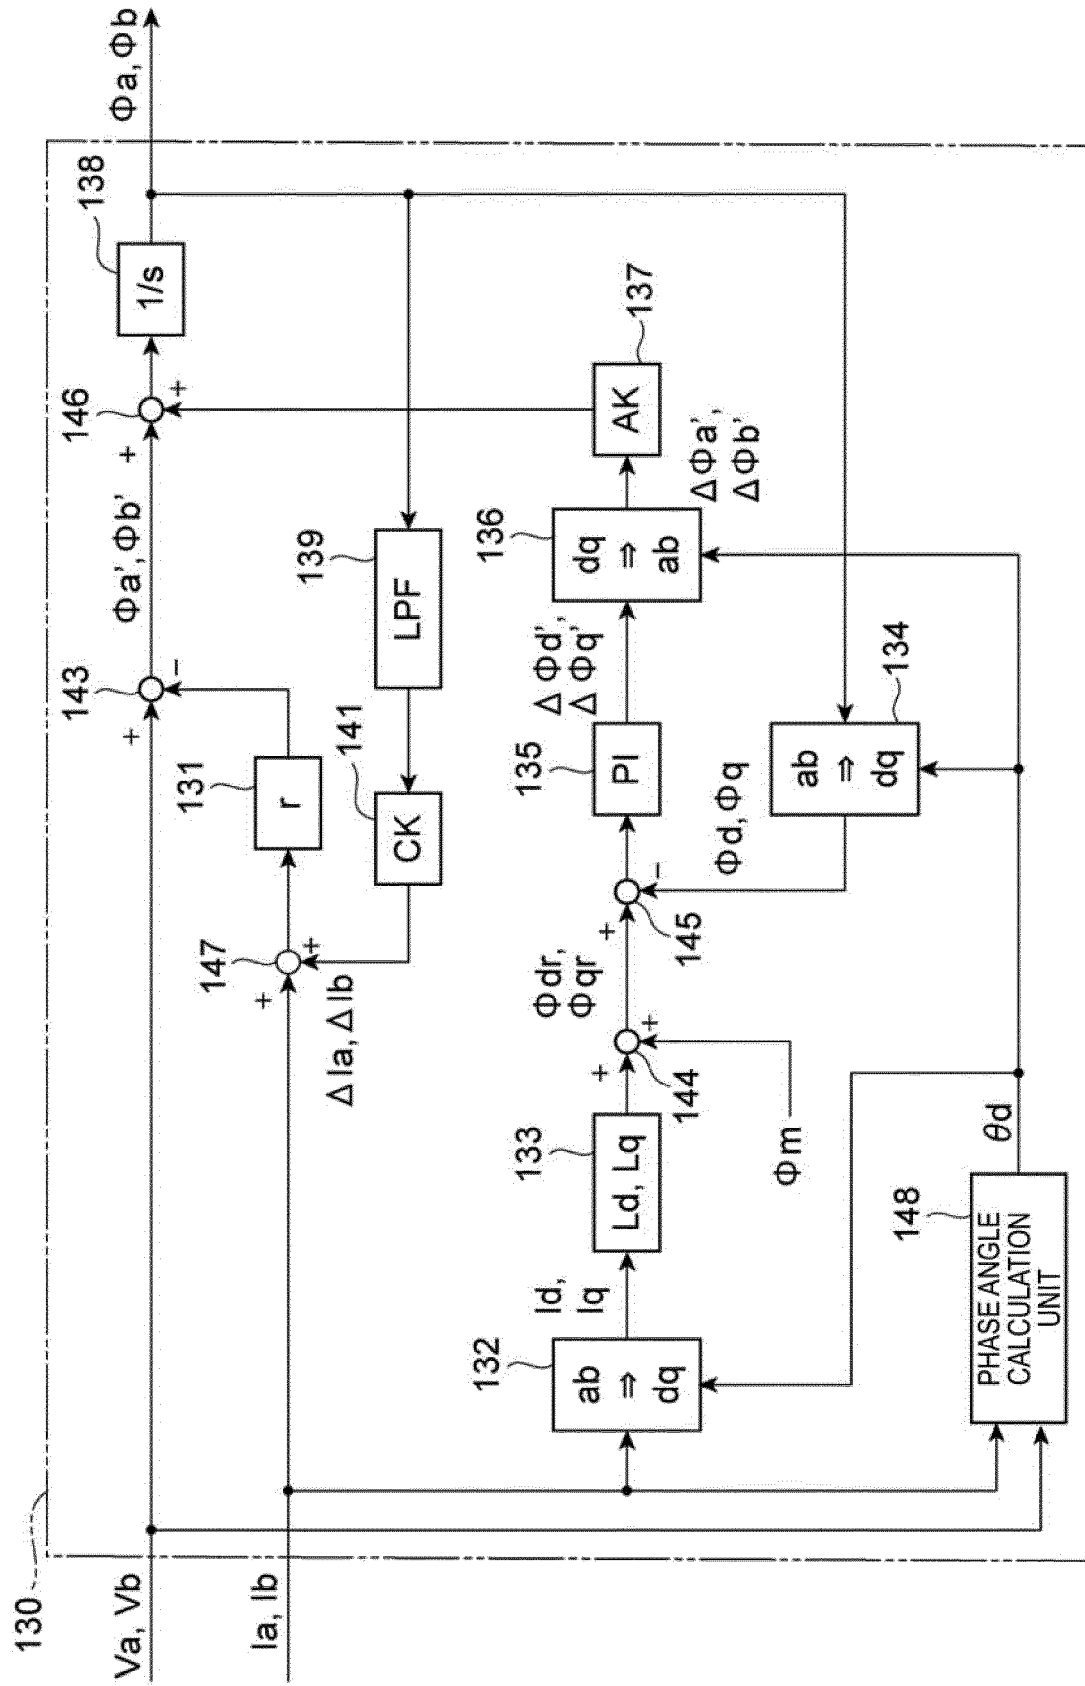 130
Va, Vb
Ia, Ib
143
+
−
Φa', Φb'
+
146
+
138
1/s
Φa, Φb
147
+
+
131
r
ΔIa, ΔIb
141
CK
139
LPF
132
ab
⇒
dq
Id,
Iq
133
Ld, Lq
+
144
+
Φm
Φdr,
Φqr
+
145
−
135
PI
ΔΦd',
ΔΦq'
136
dq
⇒
ab
ΔΦa',
ΔΦb'
137
AK
Φd, Φq
134
ab
⇒
dq
148
PHASE ANGLE
CALCULATION
UNIT
θd